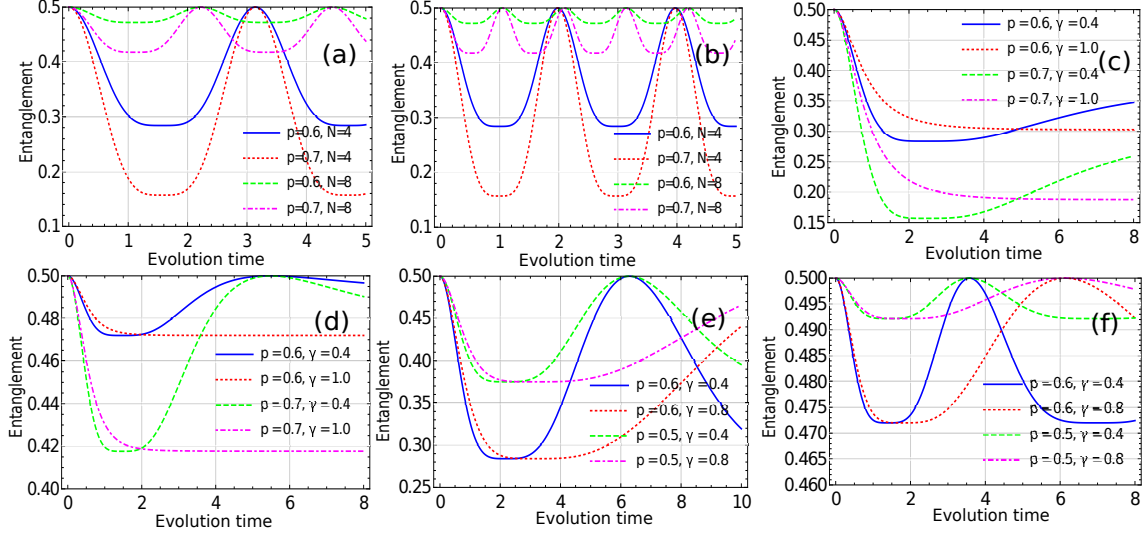 Entanglement
0.5
0.4
0.3
0.2
0.1
(a)
p=0.6, N=4
p=0.7, N=4
p=0.6, N=8
p=0.7, N=8
0 1 2 3 4 5
Evolution time
Entanglement
0.5
0.4
0.3
0.2
0.1
(b)
p=0.6, N=4
p=0.7, N=4
p=0.6, N=8
p=0.7, N=8
0 1 2 3 4 5
Evolution time
Entanglement
0.50
0.45
0.40
0.35
0.30
0.25
0.20
0.15
(c)
p=0.6, γ=0.4
p=0.6, γ=1.0
p=0.7, γ=0.4
p=0.7, γ=1.0
0 2 4 6 8
Evolution time
Entanglement
0.50
0.48
0.46
0.44
0.42
0.40
(d)
p=0.6, γ=0.4
p=0.6, γ=1.0
p=0.7, γ=0.4
p=0.7, γ=1.0
0 2 4 6 8
Evolution time
Entanglement
0.50
0.45
0.40
0.35
0.30
0.25
(e)
p=0.6, γ=0.4
p=0.6, γ=0.8
p=0.5, γ=0.4
p=0.5, γ=0.8
0 2 4 6 8 10
Evolution time
Entanglement
0.500
0.495
0.490
0.485
0.480
0.475
0.470
0.465
0.460
(f)
p=0.6, γ=0.4
p=0.6, γ=0.8
p=0.5, γ=0.4
p=0.5, γ=0.8
0 2 4 6 8
Evolution time